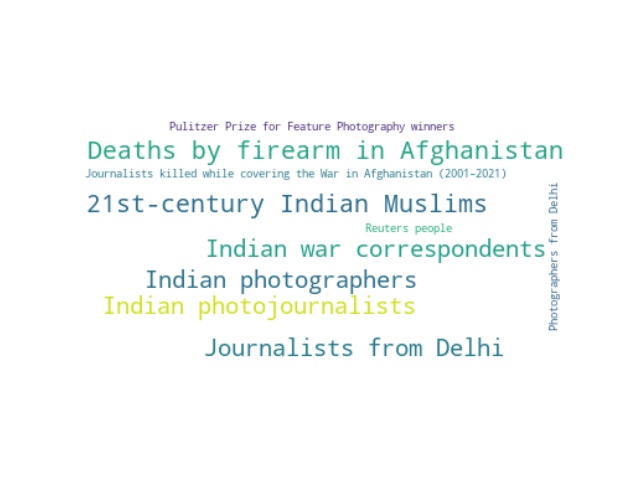 Pulitzer Prize for Feature Photography winners
Deaths by firearm in Afghanistan
Journalists killed while covering the War in Afghanistan (2001–2021)
21st-century Indian Muslims
Reuters people
Indian war correspondents
Indian photographers
Indian photojournalists
Journalists from Delhi
Photographers from Delhi